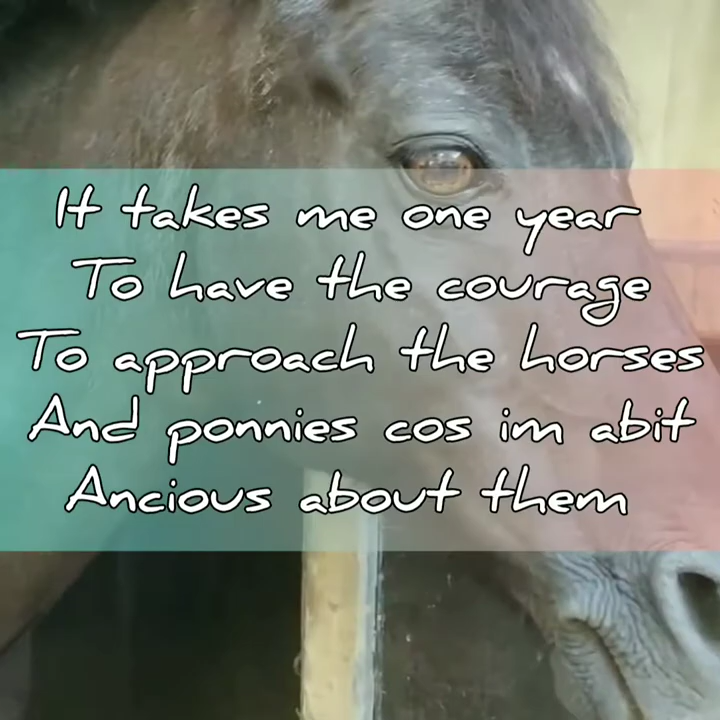 It takes me one year
To have the courage
To approach the horses
And ponnies cos im abit
Ancious about them